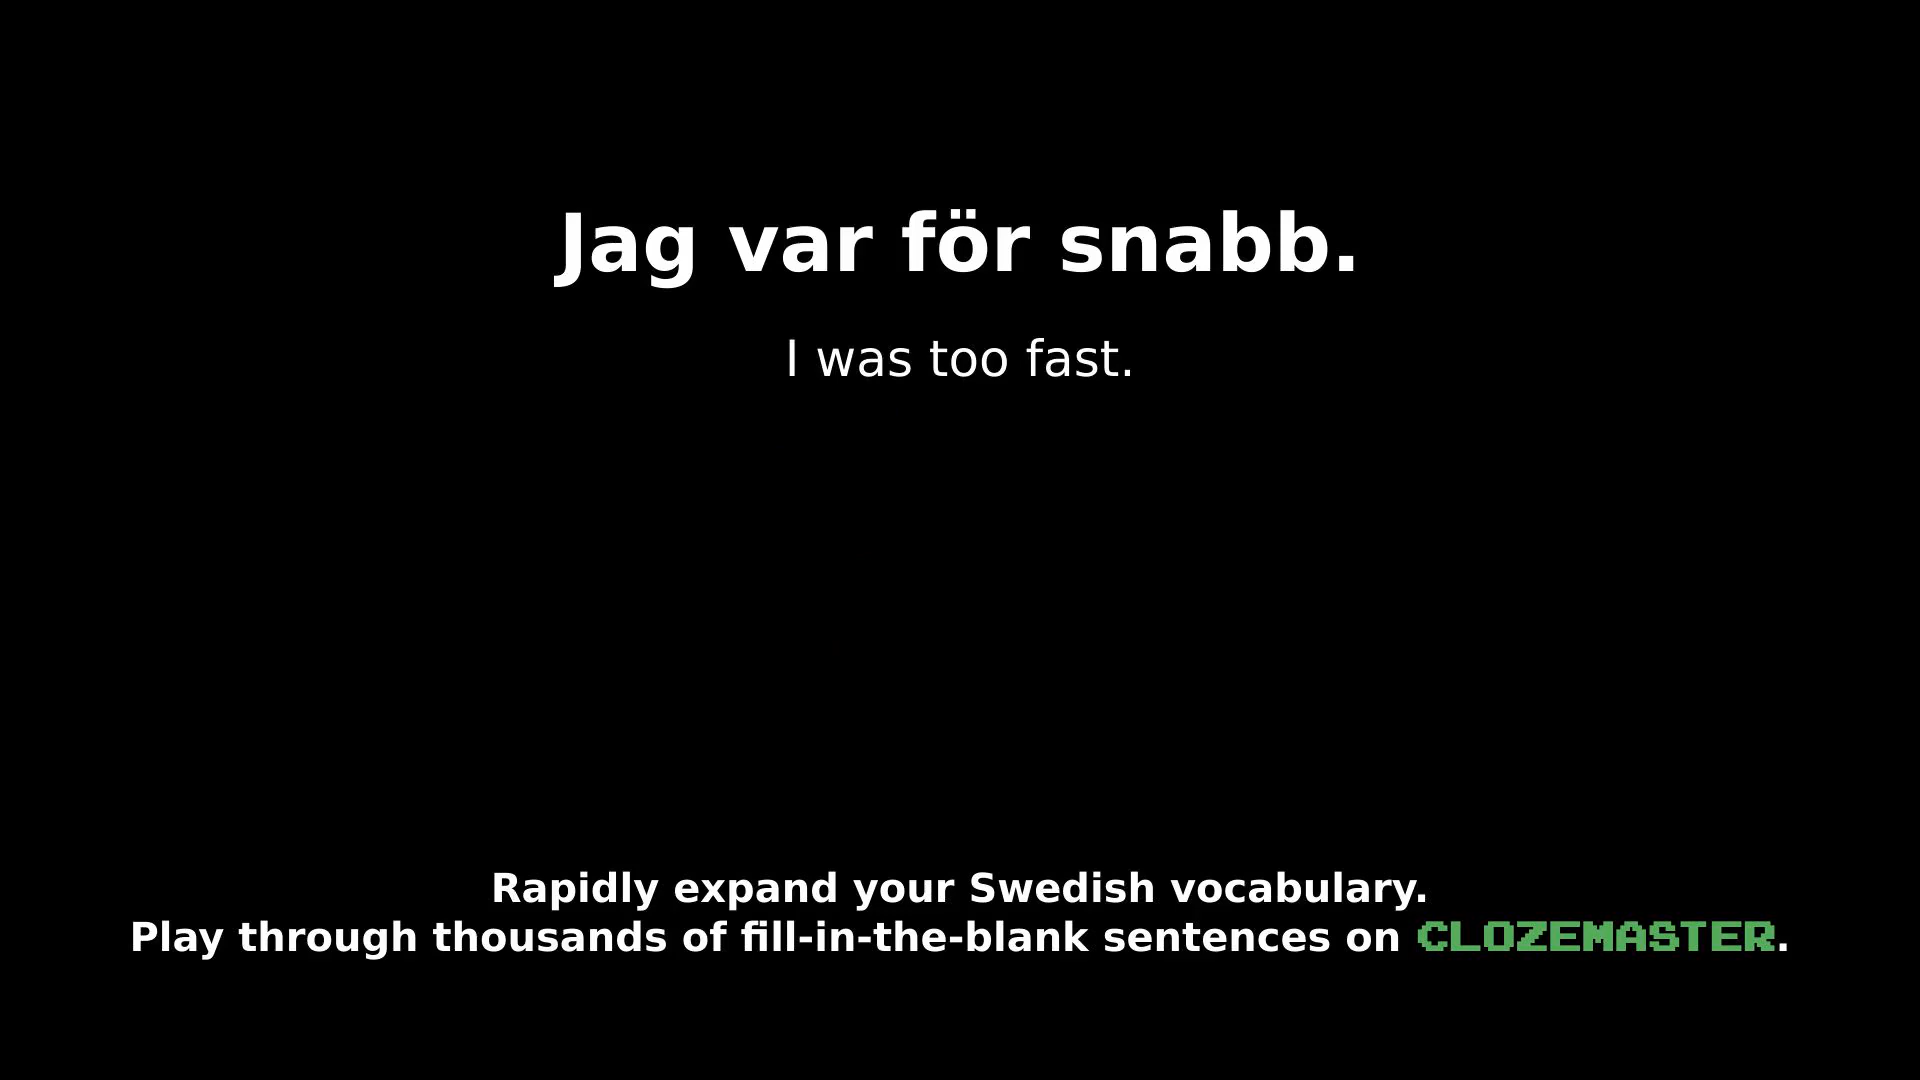 Jag var för snabb.
I was too fast.
Rapidly expand your Swedish vocabulary.
Play through thousands of fill-in-the-blank sentences on CLOZEMASTER.